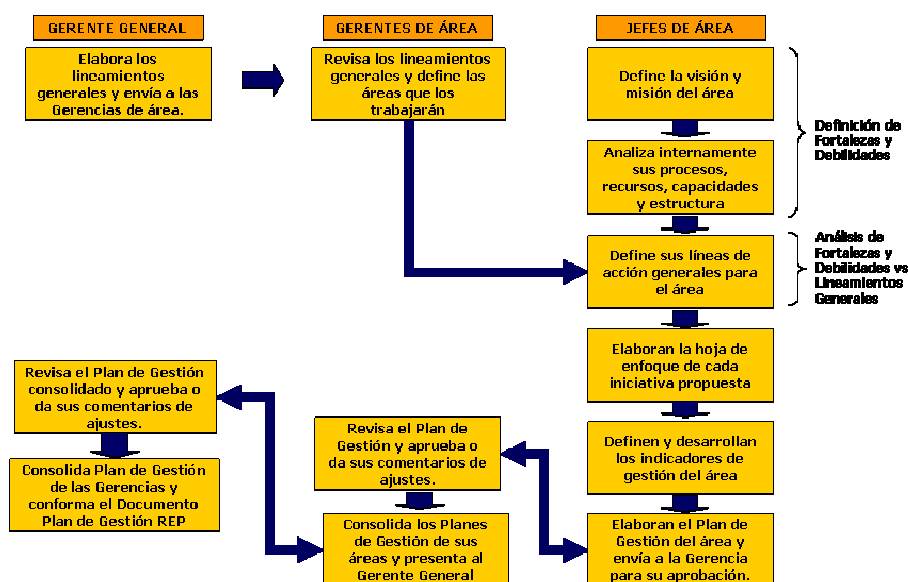 GERENTE GENERAL
GERENTES DE ÁREA
JEFES DE ÁREA
Elabora los
lineamientos
generales y envía a las
Gerencias de área.
Revisa los lineamientos
generales y define las
áreas que los
trabajarán
Define la visión y
misión del área
Analiza internamente
sus procesos,
recursos, capacidades
y estructura
Definición de
Fortalezas y
Debilidades
Define sus líneas de
acción generales para
el área
Análisis de
Fortalezas y
Debilidades vs
Lineamientos
Generales
Elaboran la hoja de
enfoque de cada
iniciativa propuesta
Definen y desarrollan
los indicadores de
gestión del área
Elaboran el Plan de
Gestión del área y
envía a la Gerencia
para su aprobación.
Revisa el Plan de
Gestión y aprueba o
da sus comentarios de
ajustes.
Consolida los Planes
de Gestión de sus
áreas y presenta al
Gerente General
Revisa el Plan de Gestión
consolidado y aprueba o
da sus comentarios de
ajustes.
Consolida Plan de Gestión
de las Gerencias y
conforma el Documento
Plan de Gestión REP